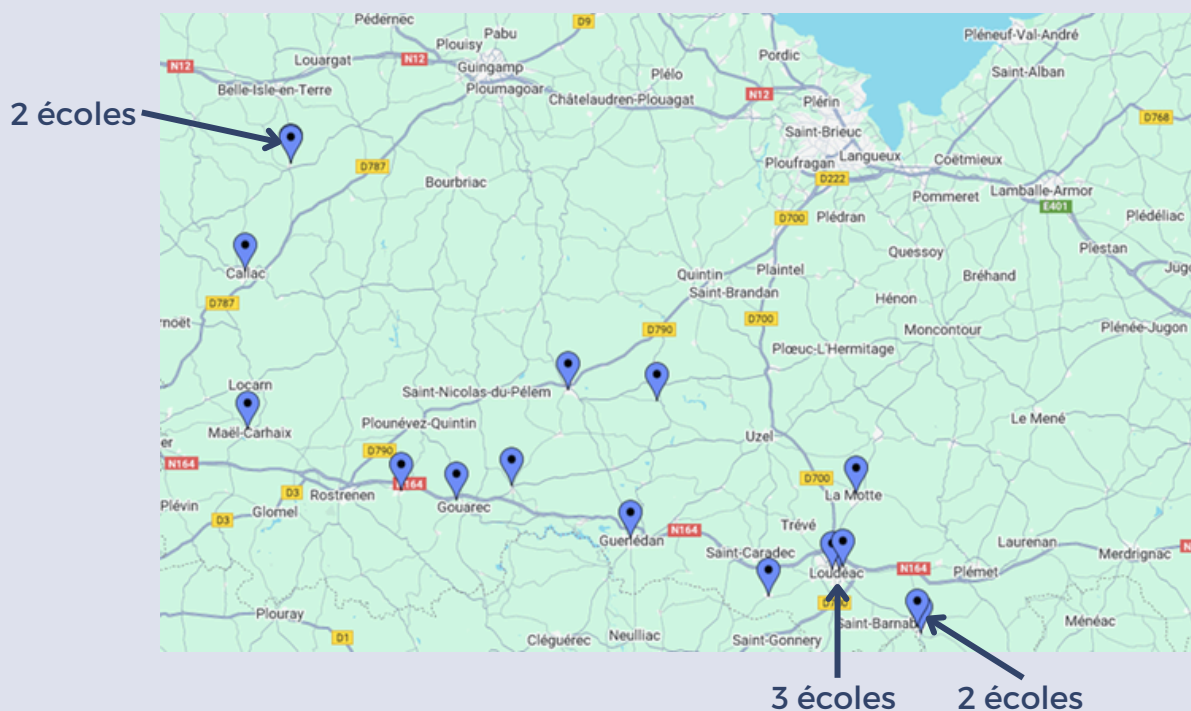 Pédernec
D9
Pabu
Pléneuf-Val-André
Plouisy
Louargat
N12
Pordic
N12
Guingamp
Plélo
Saint-Alban
Belle-Isle-en-Terre
Ploumagoar
Châtelaudren-Plouagat
N12
Plérin
2 écoles
D768
Saint-Brieuc
D787
Ploufragan
Langueux
Coëtmieux
Bourbriac
D222
Pommeret
Lamballe-Armor
E401
D700
Plédran
Plédéliac
Quessoy
Plestan
Callac
Quintin
Plaintel
Bréhand
Jugo
Saint-Brandan
D787
Hénon
rnoët
D790
D700
Moncontour
Plénée-Jugon
Plœuc-L'Hermitage
Locarn
Saint-Nicolas-du-Pélem
Maël-Carhaix
Plounévez-Quintin
Le Mené
er
Uzel
D790
N164
D700
D3
Rostrenen
N164
La Motte
Plévin
Glomel
Gouarec
D3
Trévé
Guerlédan
N164
Laurenan
Saint-Caradec
Merdrignac
N
Loudéac
N164
Plémet
Plouray
D700
Saint-Barnab
Ménéac
D1
Cléguérec
Neulliac
Saint-Gonnery
3 écoles
2 écoles